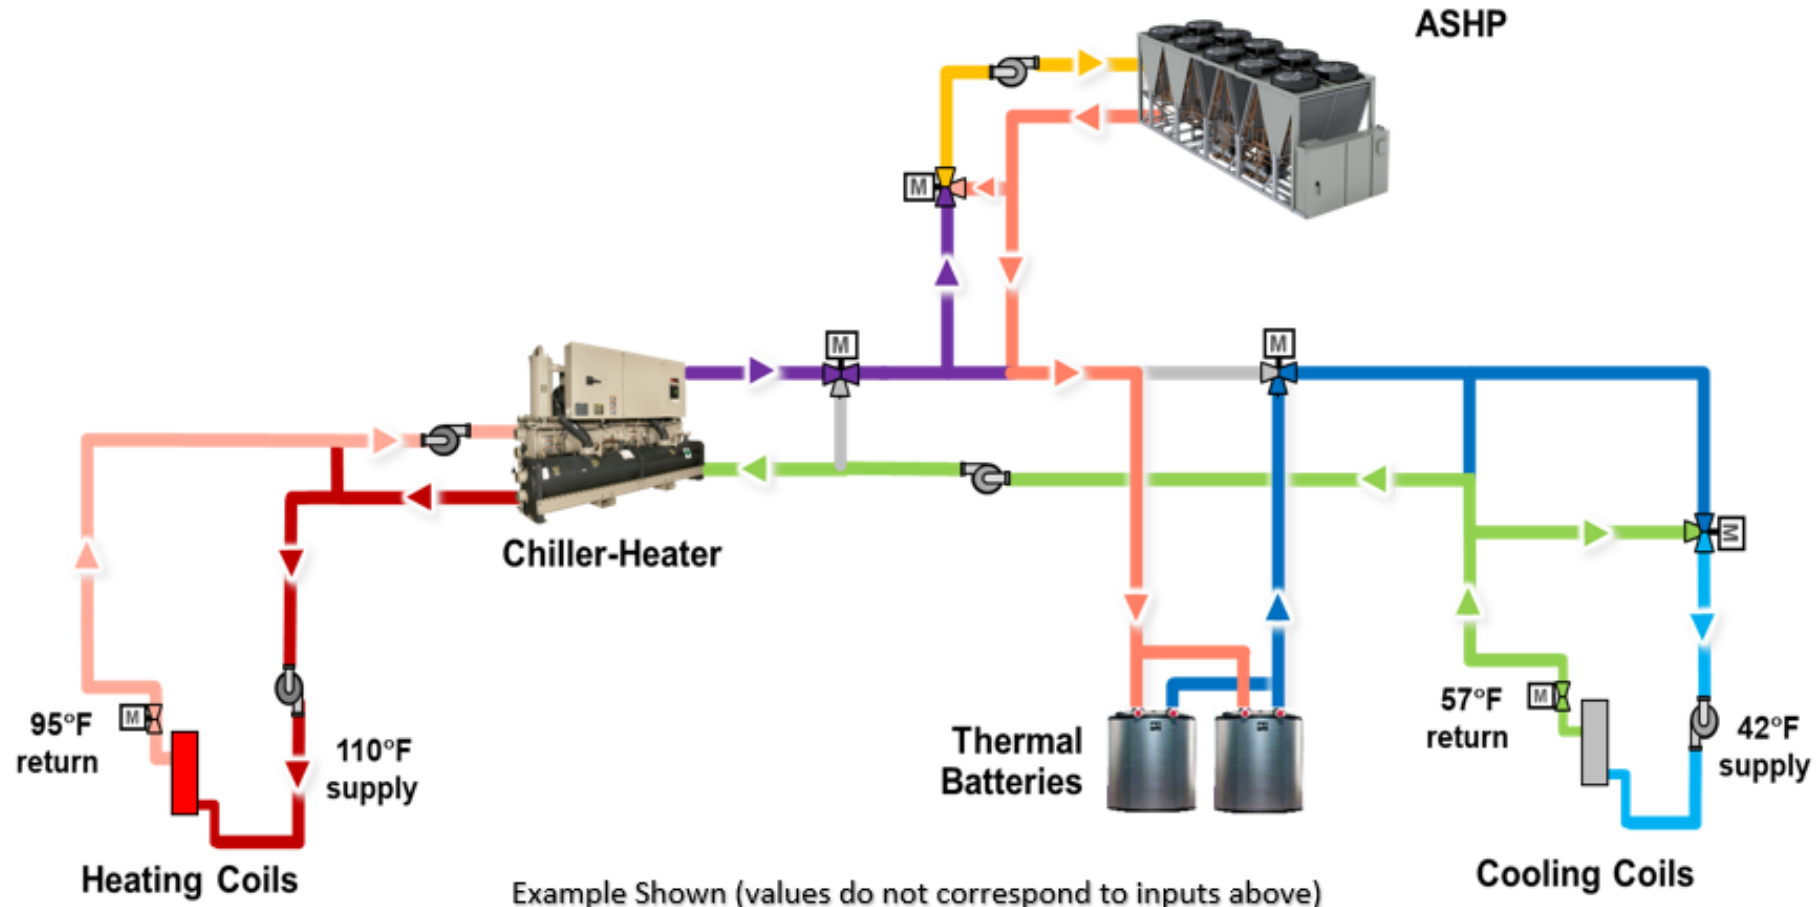 ASHP
M
M
M
Chiller-Heater
M
95°F
return
M
110°F
supply
Thermal
Batteries
57°F
return
M
42°F
supply
Heating Coils
Cooling Coils
Example Shown (values do not correspond to inputs above)